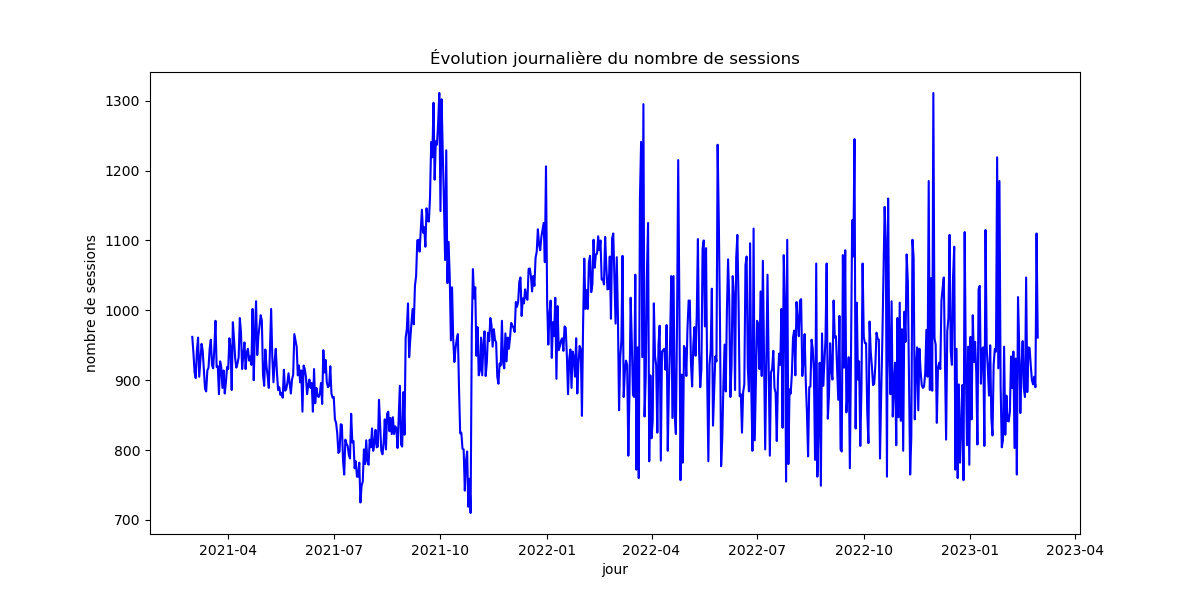 Évolution journalière du nombre de sessions
nombre de sessions
1300
1200
1100
1000
900
800
700
2021-04 2021-07 2021-10 2022-01 2022-04 2022-07 2022-10 2023-01 2023-04
jour